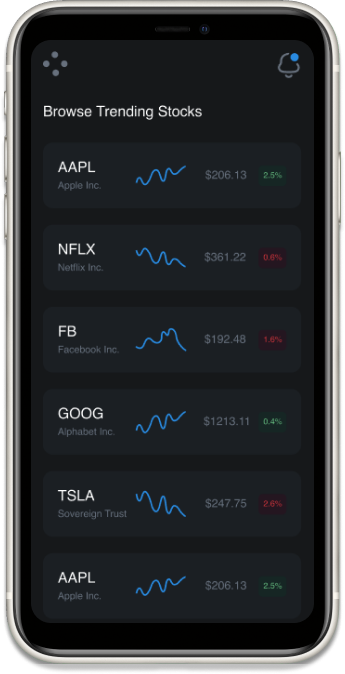 Browse Trending Stocks
AAPL
Apple Inc.
$206.13
2.5%
NFLX
Netflix Inc.
$361.22
0.6%
FB
Facebook Inc.
$192.48
1.6%
GOOG
Alphabet Inc.
$1213.11
0.4%
TSLA
Sovereign Trust
$247.75
2.6%
AAPL
Apple Inc.
$206.13
2.5%